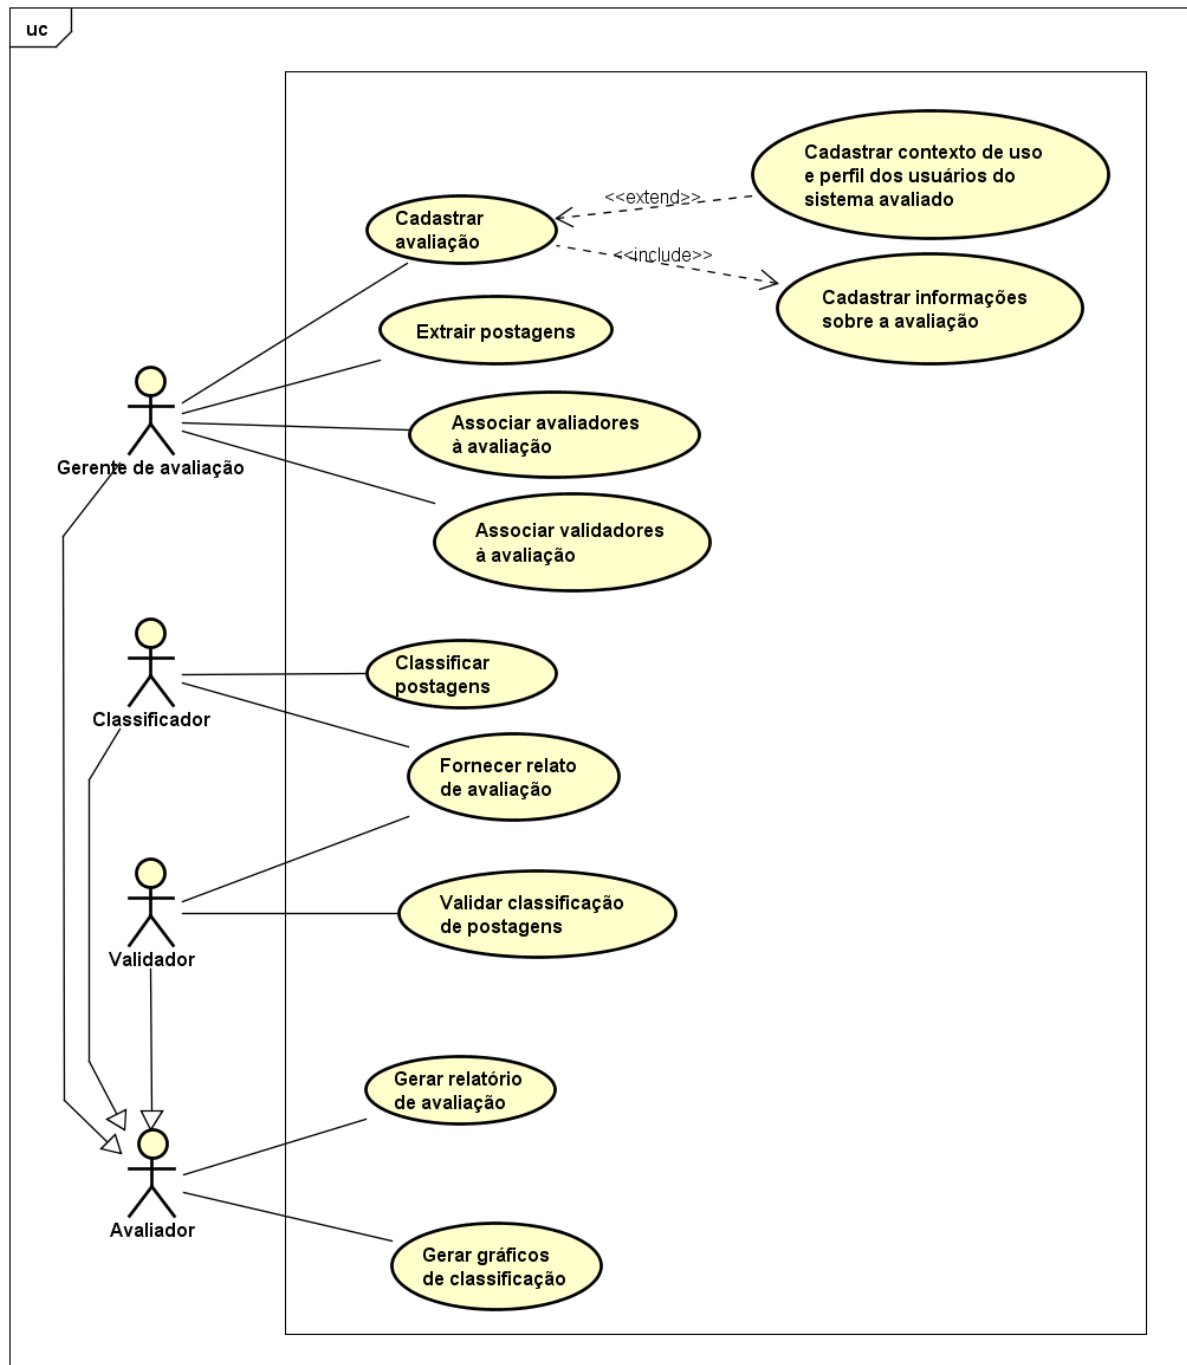 uc
Cadastrar contexto de uso
e perfil dos usuários do
sistema avaliado
<<extend>>
Cadastrar
avaliação
<<include>>
Cadastrar informações
sobre a avaliação
Extrair postagens
Associar avaliadores
à avaliação
Gerente de avaliação
Associar validadores
à avaliação
Classificar
postagens
Classificador
Fornecer relato
de avaliação
Validar classificação
de postagens
Validador
Gerar relatório
de avaliação
Avaliador
Gerar gráficos
de classificação